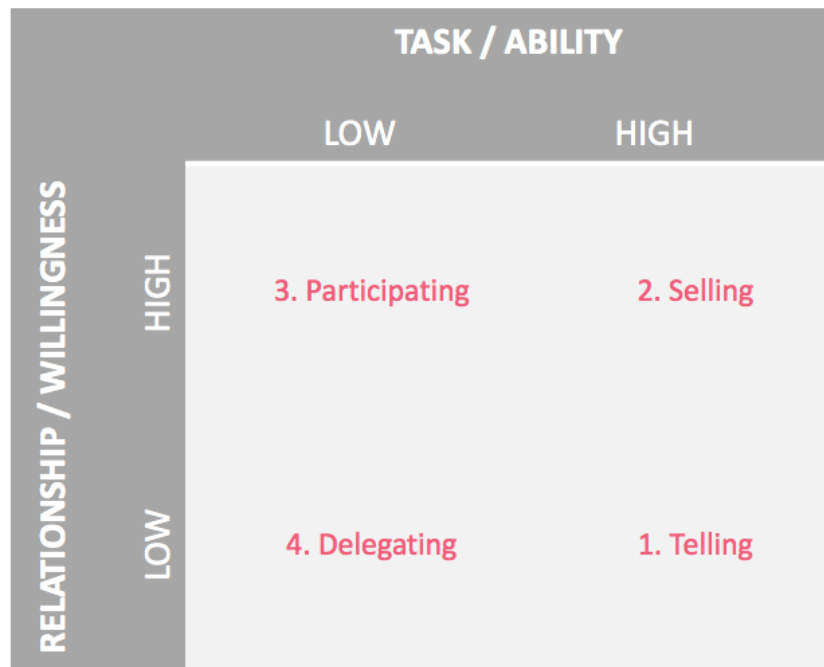 TASK / ABILITY
LOW HIGH
RELATIONSHIP / WILLINGNESS
HIGH
3. Participating 2. Selling
LOW
4. Delegating 1. Telling